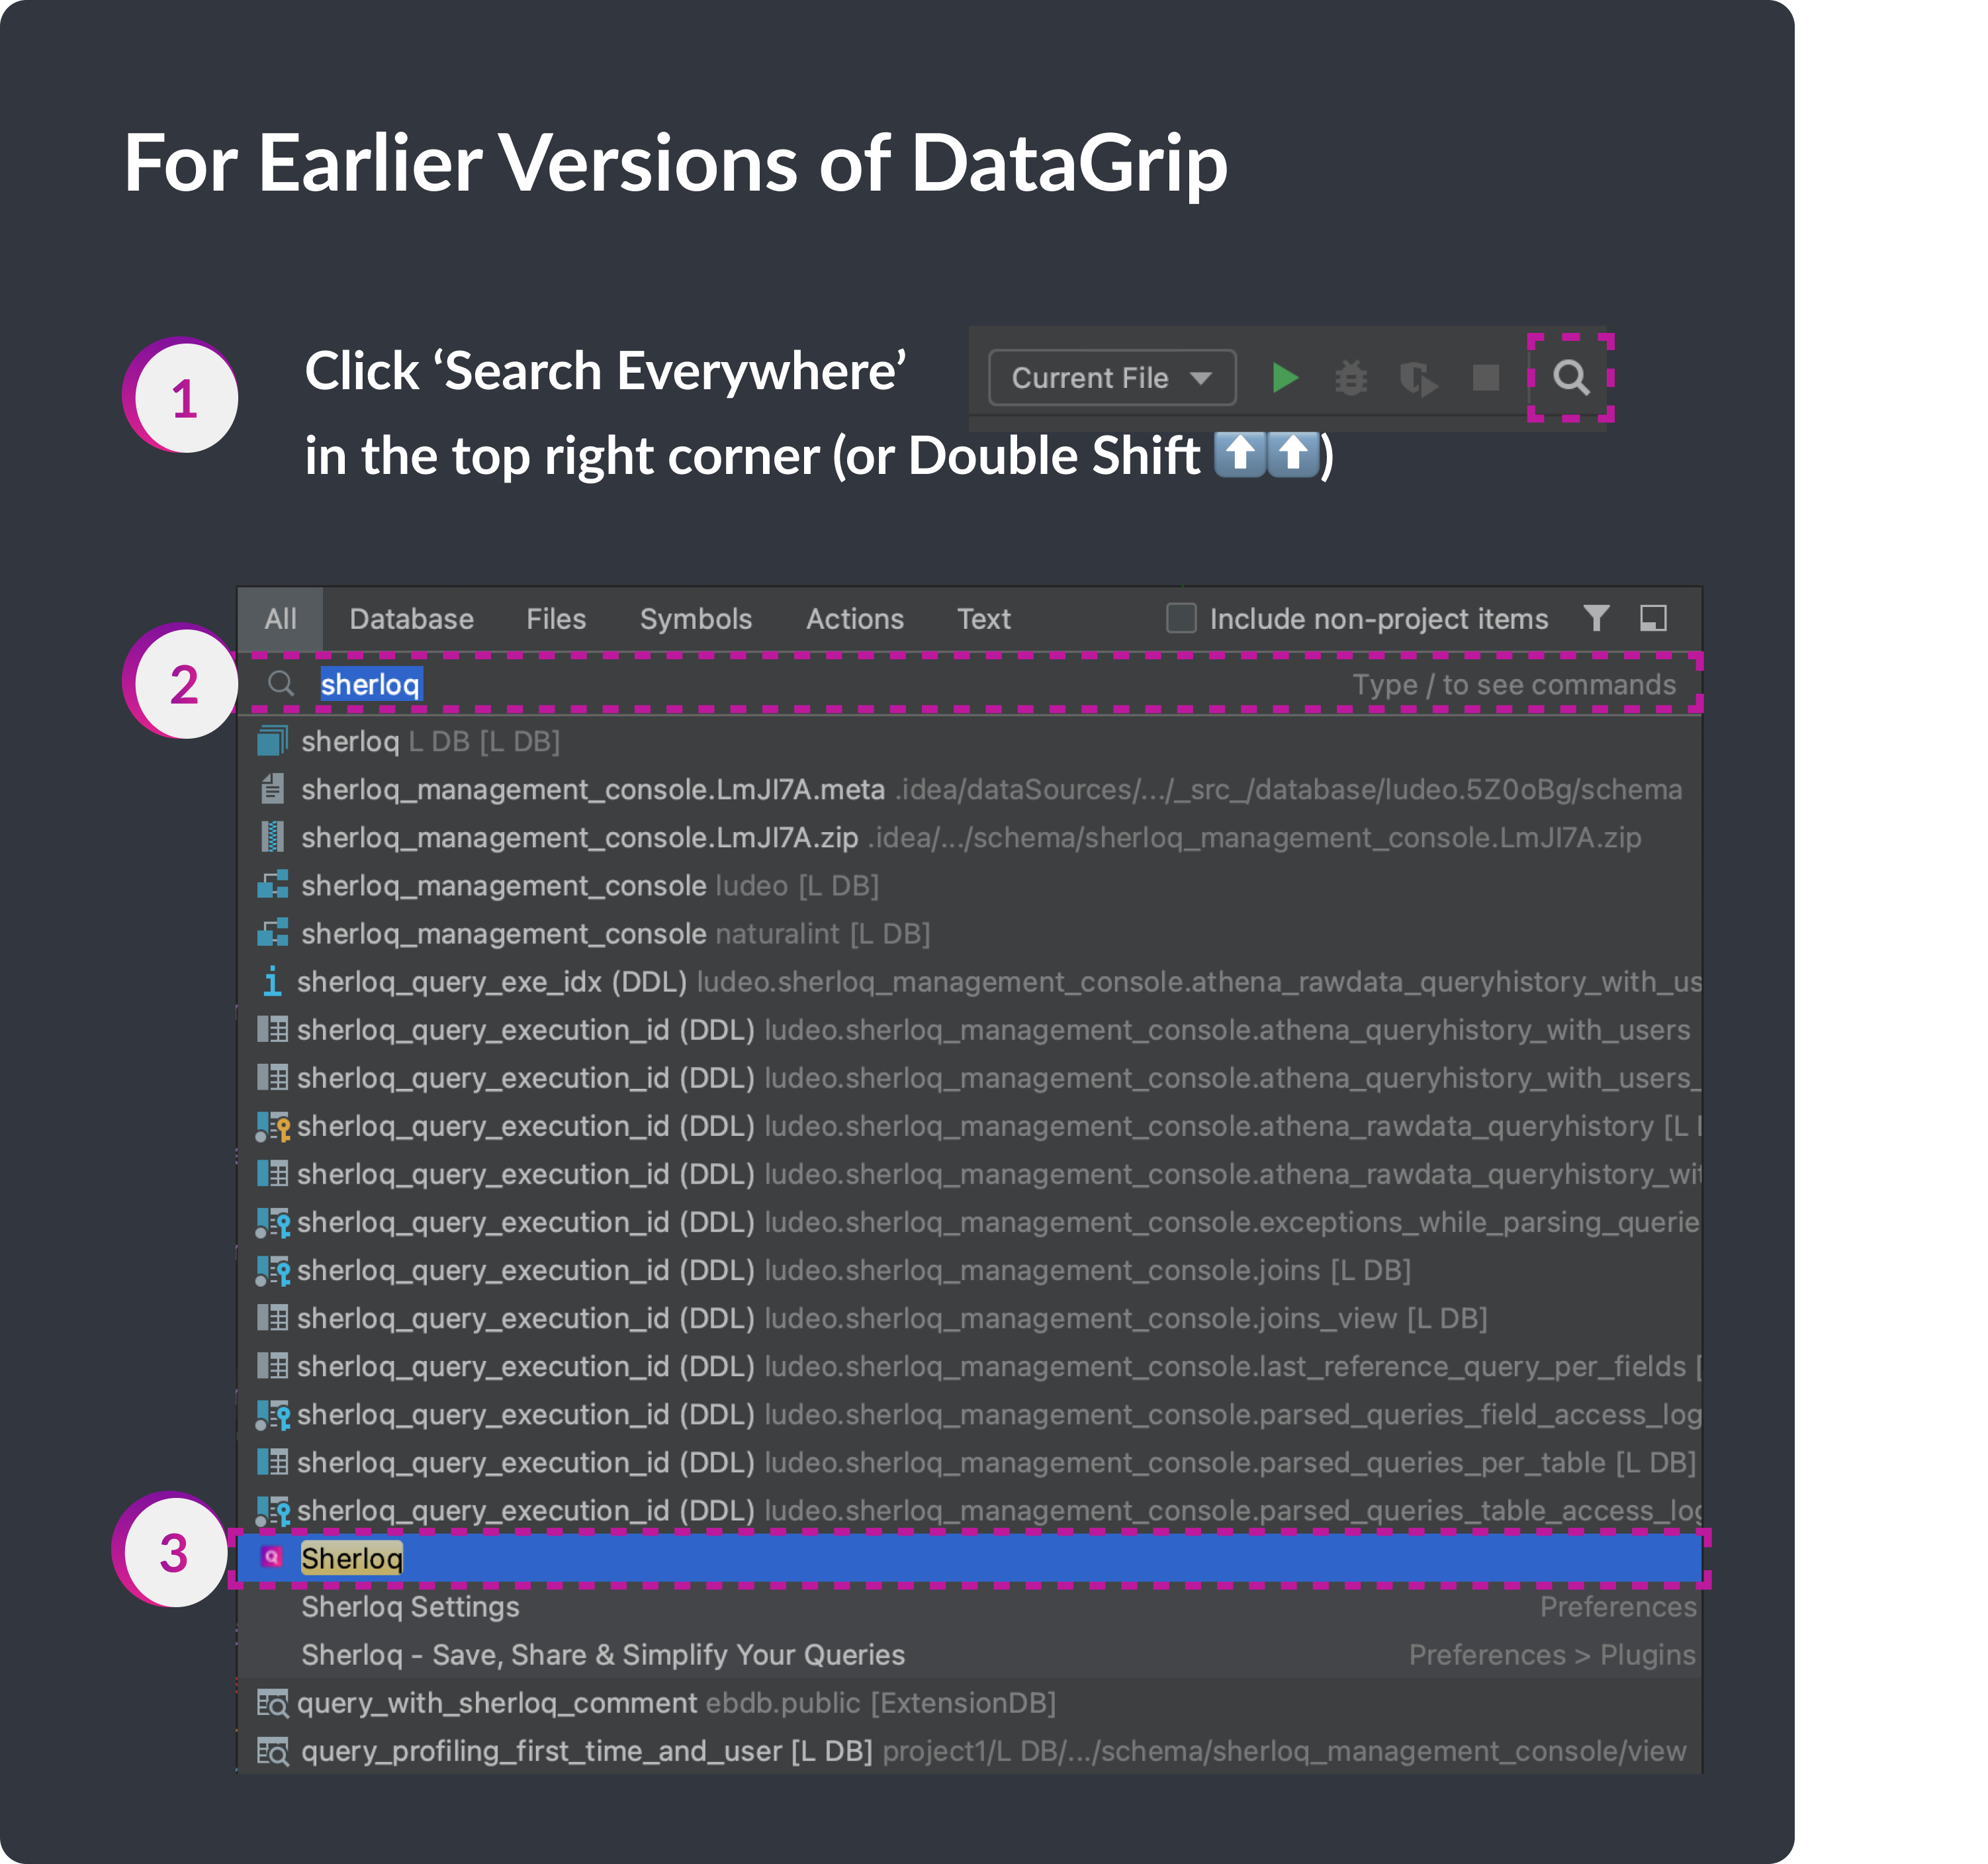 For Earlier Versions of DataGrip
1
Click ‘Search Everywhere’
Current File
in the top right corner (or Double Shift ⬆️⬆️)
All Database Files Symbols Actions Text Include non-project items
2
sherloq Type / to see commands
sherloq L DB [L DB]
sherloq_management_console.LmJI7A.meta .idea/dataSources/.../_src_/database/ludeo.5Z0oBg/schema
sherloq_management_console.LmJI7A.zip .idea/.../schema/sherloq_management_console.LmJI7A.zip
sherloq_management_console ludeo [L DB]
sherloq_management_console naturalint [L DB]
sherloq_query_exe_idx (DDL) ludeo.sherloq_management_console.athena_rawdata_queryhistory_with_us
sherloq_query_execution_id (DDL) ludeo.sherloq_management_console.athena_queryhistory_with_users
sherloq_query_execution_id (DDL) ludeo.sherloq_management_console.athena_queryhistory_with_users_
sherloq_query_execution_id (DDL) ludeo.sherloq_management_console.athena_rawdata_queryhistory [L
sherloq_query_execution_id (DDL) ludeo.sherloq_management_console.athena_rawdata_queryhistory_wit
sherloq_query_execution_id (DDL) ludeo.sherloq_management_console.exceptions_while_parsing_querie
sherloq_query_execution_id (DDL) ludeo.sherloq_management_console.joins [L DB]
sherloq_query_execution_id (DDL) ludeo.sherloq_management_console.joins_view [L DB]
sherloq_query_execution_id (DDL) ludeo.sherloq_management_console.last_reference_query_per_fields [
sherloq_query_execution_id (DDL) ludeo.sherloq_management_console.parsed_queries_field_access_log
sherloq_query_execution_id (DDL) ludeo.sherloq_management_console.parsed_queries_per_table [L DB]
sherloq_query_execution_id (DDL) ludeo.sherloq_management_console.parsed_queries_table_access_log
3
Sherloq
Sherloq Settings Preferences
Sherloq - Save, Share & Simplify Your Queries Preferences > Plugins
query_with_sherloq_comment ebdb.public [ExtensionDB]
query_profiling_first_time_and_user [L DB] project1/L DB/.../schema/sherloq_management_console/view